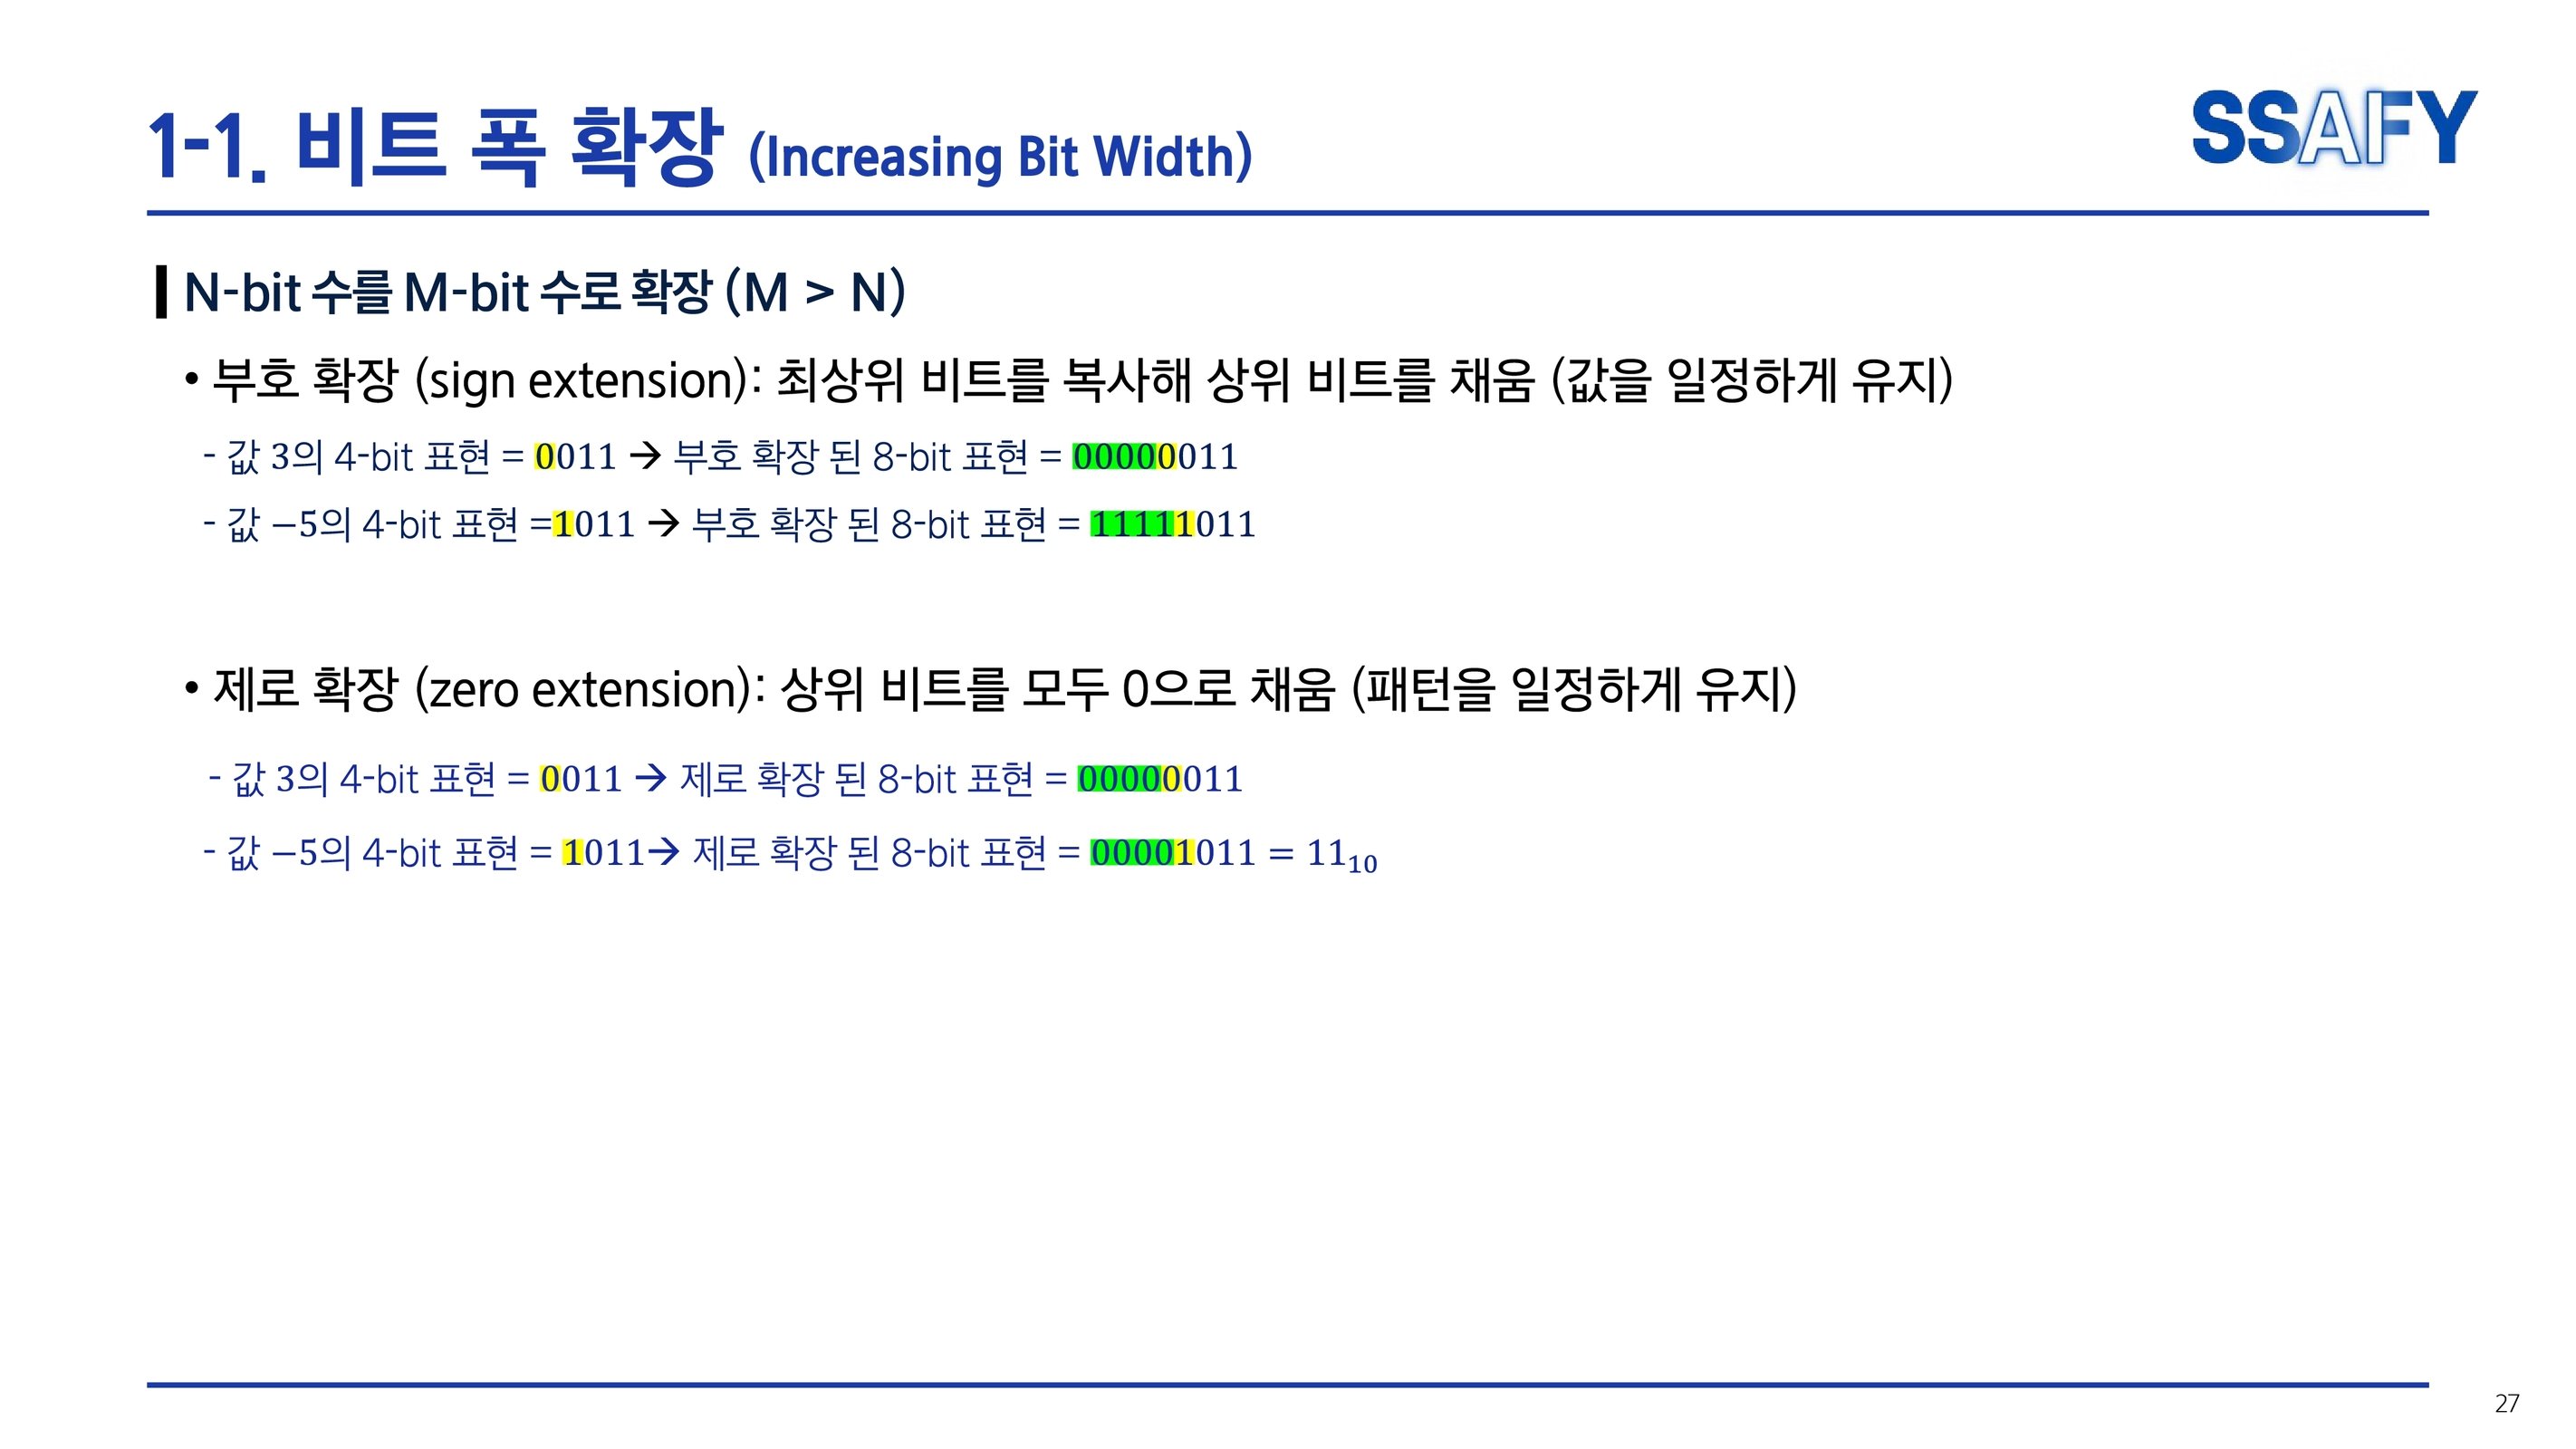 1-1. 비트 폭 확장 (Increasing Bit Width)
SSAFY
N-bit 수를 M-bit 수로 확장 (M > N)
• 부호 확장 (sign extension): 최상위 비트를 복사해 상위 비트를 채움 (값을 일정하게 유지)
- 값 3의 4-bit 표현 = 0011 → 부호 확장 된 8-bit 표현 = 00000011
- 값 −5의 4-bit 표현 =1011 → 부호 확장 된 8-bit 표현 = 11111011
• 제로 확장 (zero extension): 상위 비트를 모두 0으로 채움 (패턴을 일정하게 유지)
- 값 3의 4-bit 표현 = 0011 → 제로 확장 된 8-bit 표현 = 00000011
- 값 −5의 4-bit 표현 = 1011→ 제로 확장 된 8-bit 표현 = 00001011 = 11₁₀
27